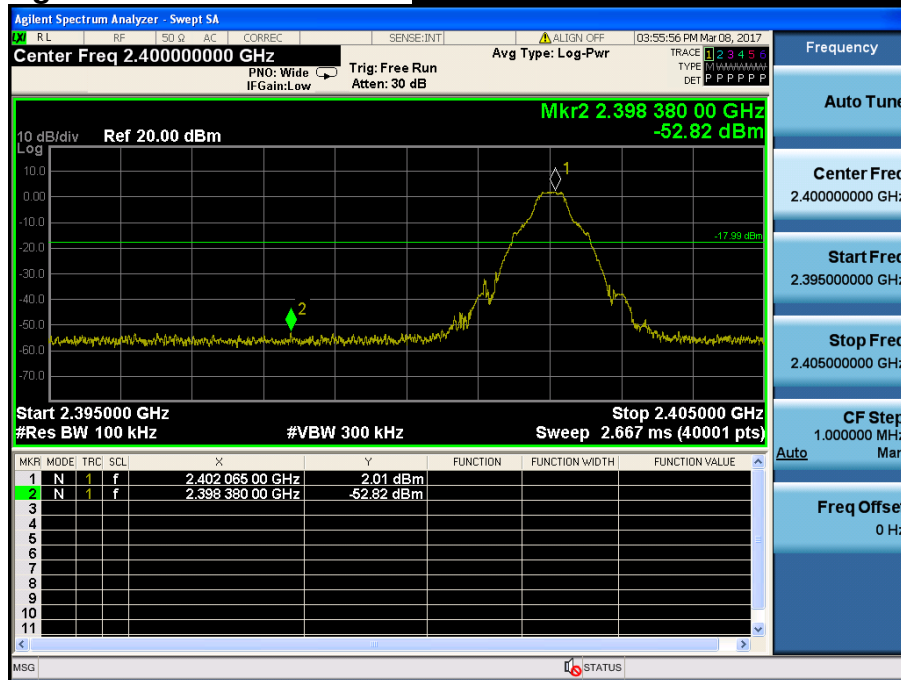 Agilent Spectrum Analyzer - Swept SA
LXI RL RF 50 Ω AC CORREC SENSE:INT ALIGN OFF 03:55:56 PM Mar 08, 2017
Center Freq 2.400000000 GHz
PNO: Wide
IFGain:Low
Trig: Free Run
Atten: 30 dB
Avg Type: Log-Pwr
TRACE 1 2 3 4 5 6
TYPE M W W W W W
DET P P P P P P
Mkr2 2.398 380 00 GHz
-52.82 dBm
10 dB/div Ref 20.00 dBm
Log
10.0
0.00
-10.0
-20.0
-30.0
-40.0
-50.0
-60.0
-70.0
1
-17.99 dBm
2
Start 2.395000 GHz Stop 2.405000 GHz
#Res BW 100 kHz #VBW 300 kHz Sweep 2.667 ms (40001 pts)
MKR MODE TRC SCL X Y FUNCTION FUNCTION WIDTH FUNCTION VALUE
1 N 1 f 2.402 065 00 GHz 2.01 dBm
2 N 1 f 2.398 380 00 GHz -52.82 dBm
3
4
5
6
7
8
9
10
11
MSG STATUS
Frequency
Auto Tune
Center Freq
2.400000000 GHz
Start Freq
2.395000000 GHz
Stop Freq
2.405000000 GHz
CF Step
1.000000 MHz
Auto Man
Freq Offset
0 Hz